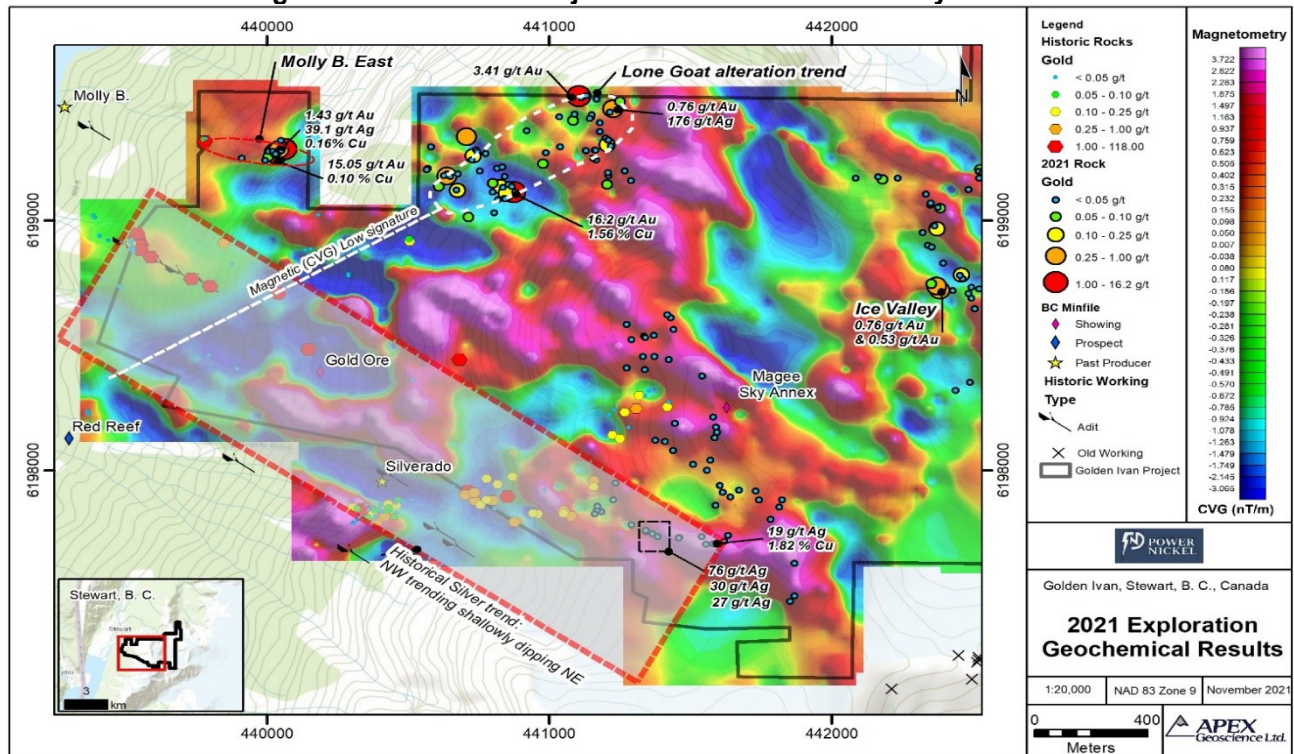 440000
441000
442000
6199000
6198000
Molly B.
Molly B. East
1.43 g/t Au
39.1 g/t Ag
0.16% Cu
15.05 g/t Au
0.10 % Cu
3.41 g/t Au
Lone Goat alteration trend
0.76 g/t Au
176 g/t Ag
16.2 g/t Au
1.56 % Cu
Magnetic (CVG) Low signature
Ice Valley
0.76 g/t Au
& 0.53 g/t Au
Gold Ore
Magee
Sky Annex
Red Reef
Silverado
19 g/t Ag
1.82 % Cu
76 g/t Ag
30 g/t Ag
27 g/t Ag
Historical Silver trend:
NW trending shallowly dipping NE
6199000
6198000
Stewart, B. C.
Stewart
3
km
440000
441000
442000
N
Legend
Historic Rocks
Gold
< 0.05 g/t
0.05 - 0.10 g/t
0.10 - 0.25 g/t
0.25 - 1.00 g/t
1.00 - 118.00
2021 Rock
Gold
<0.05 g/t
0.05 - 0.10 g/t
0.10 - 0.25 g/t
0.25 - 1.00 g/t
1.00 - 16.2 g/t
BC Minfile
Showing
Prospect
Past Producer
Historic Working
Type
Adit
Old Working
Golden Ivan Project
Magnetometry
3.722
2.622
2.283
1.875
1.497
1.163
0.937
0.759
0.623
0.506
0.402
0.315
0.232
0.155
0.098
0.050
0.007
-0.038
0.080
-0.117
-0.156
-0.197
-0.238
-0.281
-0.326
-0.376
-0.433
-0.491
-0.570
-0.672
-0.785
-0.924
-1.078
-1.263
-1.479
-1.749
-2.145
-3.065
CVG (nT/m)
POWER
NICKEL
Golden Ivan, Stewart, B. C., Canada
2021 Exploration
Geochemical Results
1:20,000
NAD 83 Zone 9
November 2021
0
400
Meters
APEX
Geoscience Ltd.